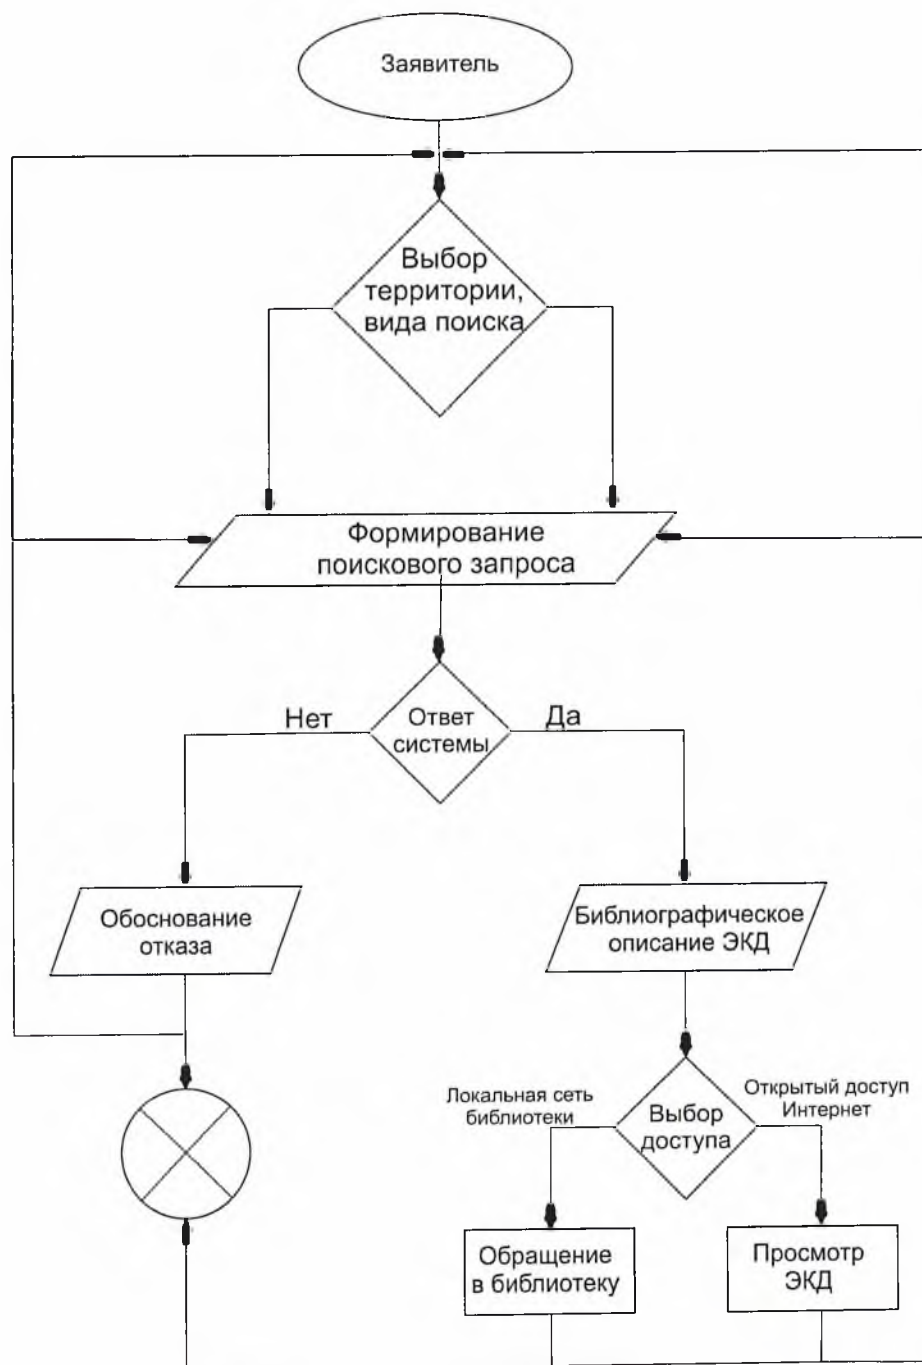 Заявитель
Выбор
территории,
вида поиска
Формирование
поискового запроса
Нет
Ответ
системы
Да
Обоснование
отказа
Библиографическое
описание ЭКД
Локальная сеть
библиотеки
Выбор
доступа
Открытый доступ
Интернет
Обращение
в библиотеку
Просмотр
ЭКД